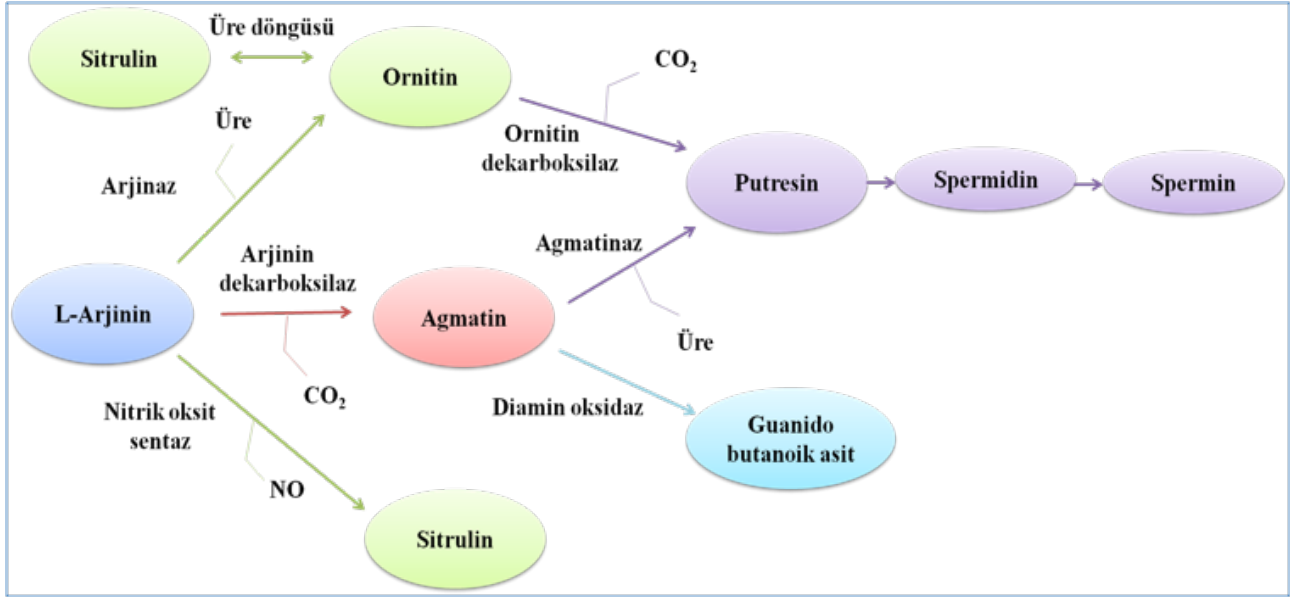 Üre döngüsü
Sitrulin
Ornitin
CO₂
Üre
Ornitin
dekarboksilaz
Arjinaz
Putresin
Spermidin
Spermin
Arjinin
dekarboksilaz
Agmatinaz
L-Arjinin
Agmatin
Üre
CO₂
Nitrik oksit
sentaz
Diamin oksidaz
Guanido
butanoik asit
NO
Sitrulin